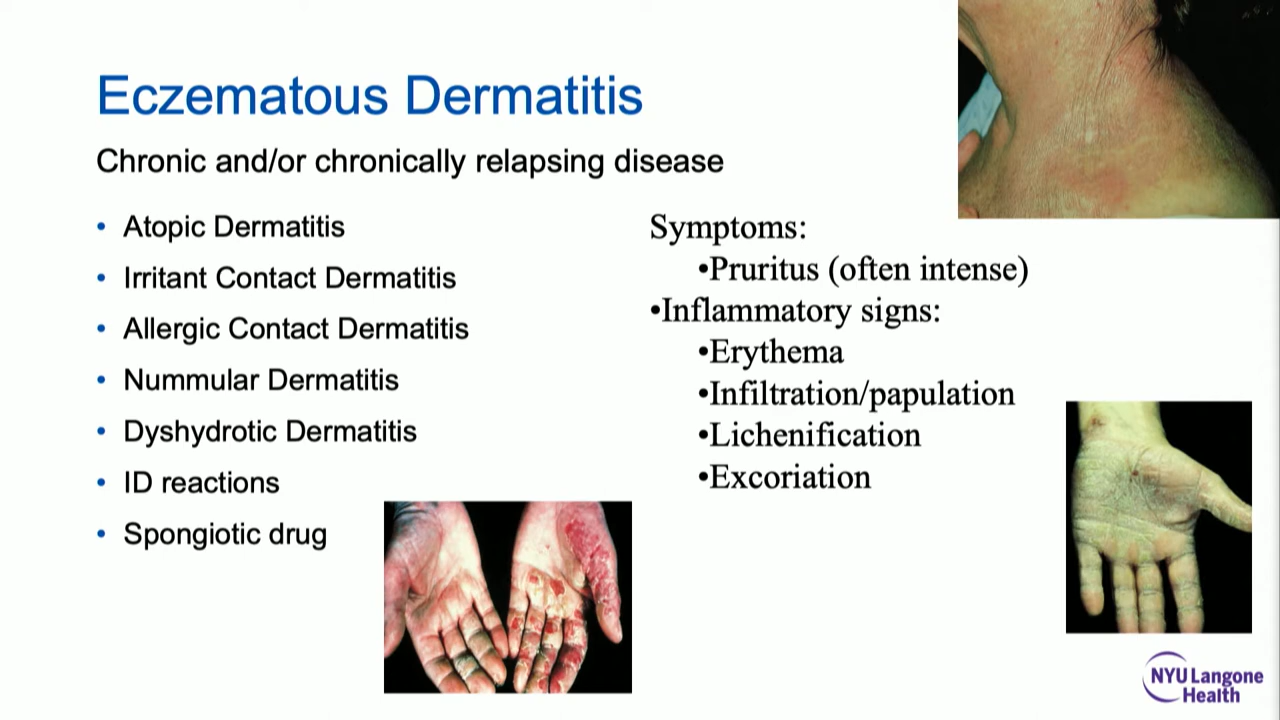 Eczematous Dermatitis
Chronic and/or chronically relapsing disease
• Atopic Dermatitis
• Irritant Contact Dermatitis
• Allergic Contact Dermatitis
• Nummular Dermatitis
• Dyshydrotic Dermatitis
• ID reactions
• Spongiotic drug
Symptoms:
•Pruritus (often intense)
•Inflammatory signs:
•Erythema
•Infiltration/papulation
•Lichenification
•Excoriation
NYU Langone
Health